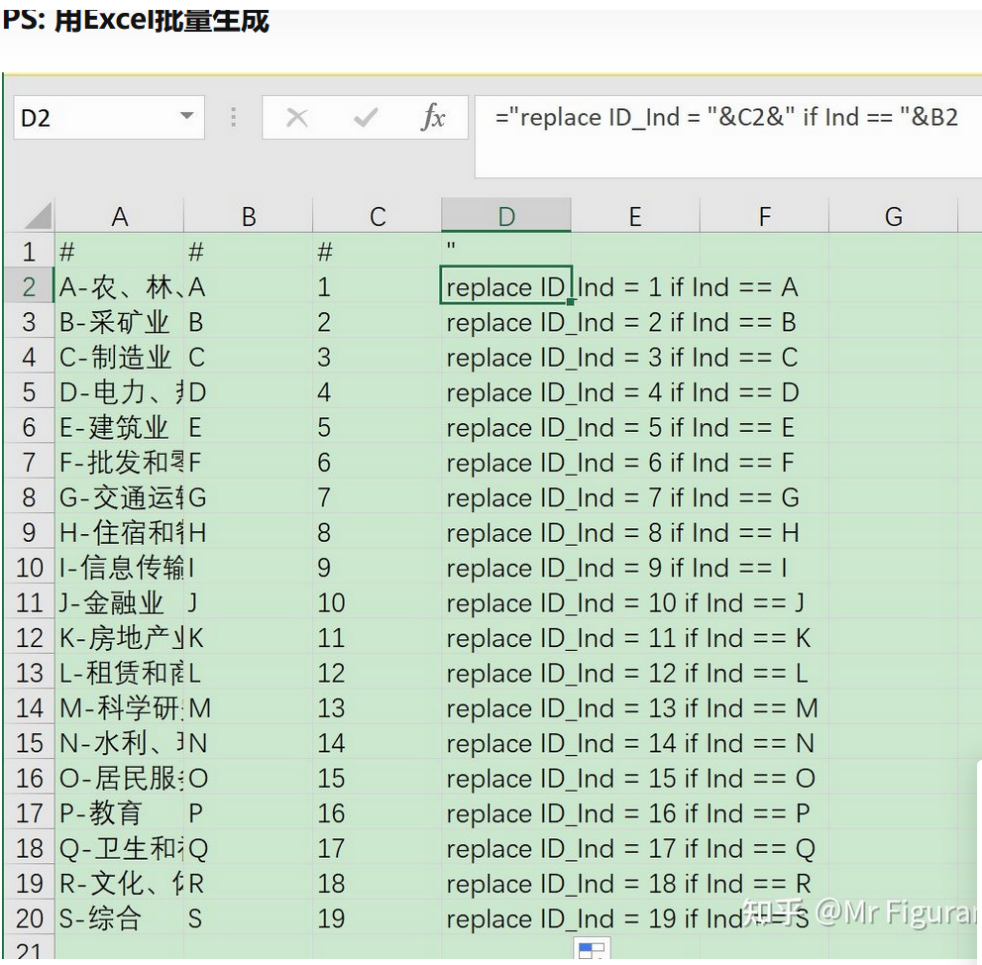 PS: 用Excel批量生成
D2 fx ="replace ID_Ind = "&C2&" if Ind == "&B2
A B C D E F G
1 # # # "
2 A-农、林、 A 1 replace ID_Ind = 1 if Ind == A
3 B-采矿业 B 2 replace ID_Ind = 2 if Ind == B
4 C-制造业 C 3 replace ID_Ind = 3 if Ind == C
5 D-电力、 D 4 replace ID_Ind = 4 if Ind == D
6 E-建筑业 E 5 replace ID_Ind = 5 if Ind == E
7 F-批发和零 F 6 replace ID_Ind = 6 if Ind == F
8 G-交通运输 G 7 replace ID_Ind = 7 if Ind == G
9 H-住宿和 H 8 replace ID_Ind = 8 if Ind == H
10 I-信息传输 I 9 replace ID_Ind = 9 if Ind == I
11 J-金融业 J 10 replace ID_Ind = 10 if Ind == J
12 K-房地产业 K 11 replace ID_Ind = 11 if Ind == K
13 L-租赁和商 L 12 replace ID_Ind = 12 if Ind == L
14 M-科学研 M 13 replace ID_Ind = 13 if Ind == M
15 N-水利、 N 14 replace ID_Ind = 14 if Ind == N
16 O-居民服 O 15 replace ID_Ind = 15 if Ind == O
17 P-教育 P 16 replace ID_Ind = 16 if Ind == P
18 Q-卫生和 Q 17 replace ID_Ind = 17 if Ind == Q
19 R-文化、 R 18 replace ID_Ind = 18 if Ind == R
20 S-综合 S 19 replace ID_Ind = 19 if Ind == S
知乎 @Mr Figurant
21